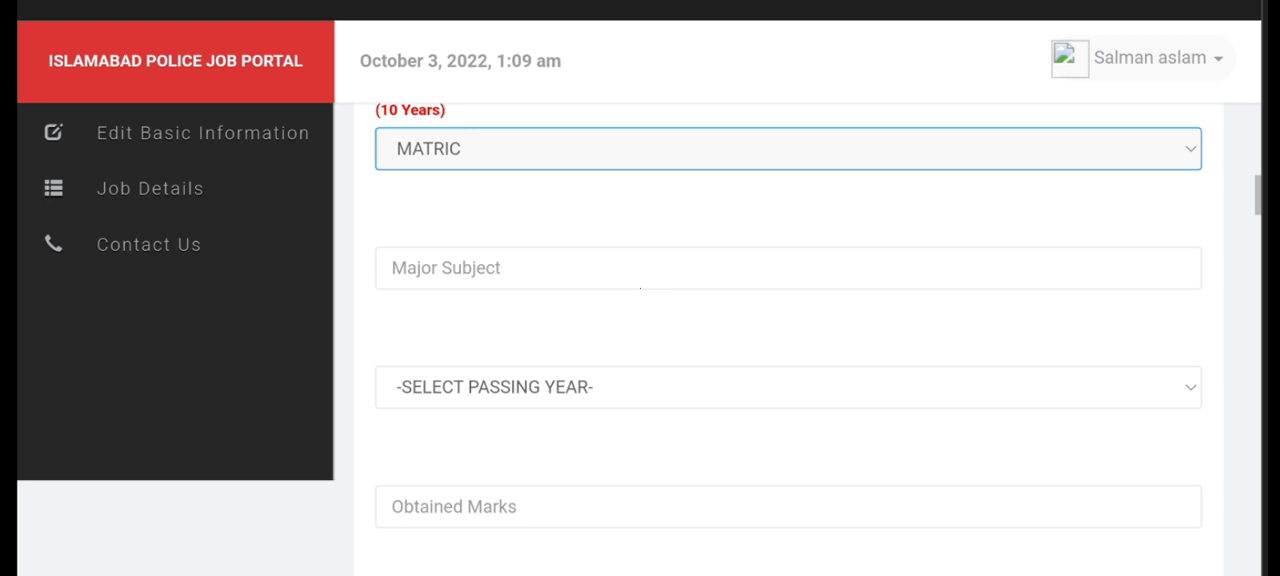 ISLAMABAD POLICE JOB PORTAL
October 3, 2022, 1:09 am
Salman aslam
Edit Basic Information
Job Details
Contact Us
(10 Years)
MATRIC
Major Subject
-SELECT PASSING YEAR-
Obtained Marks